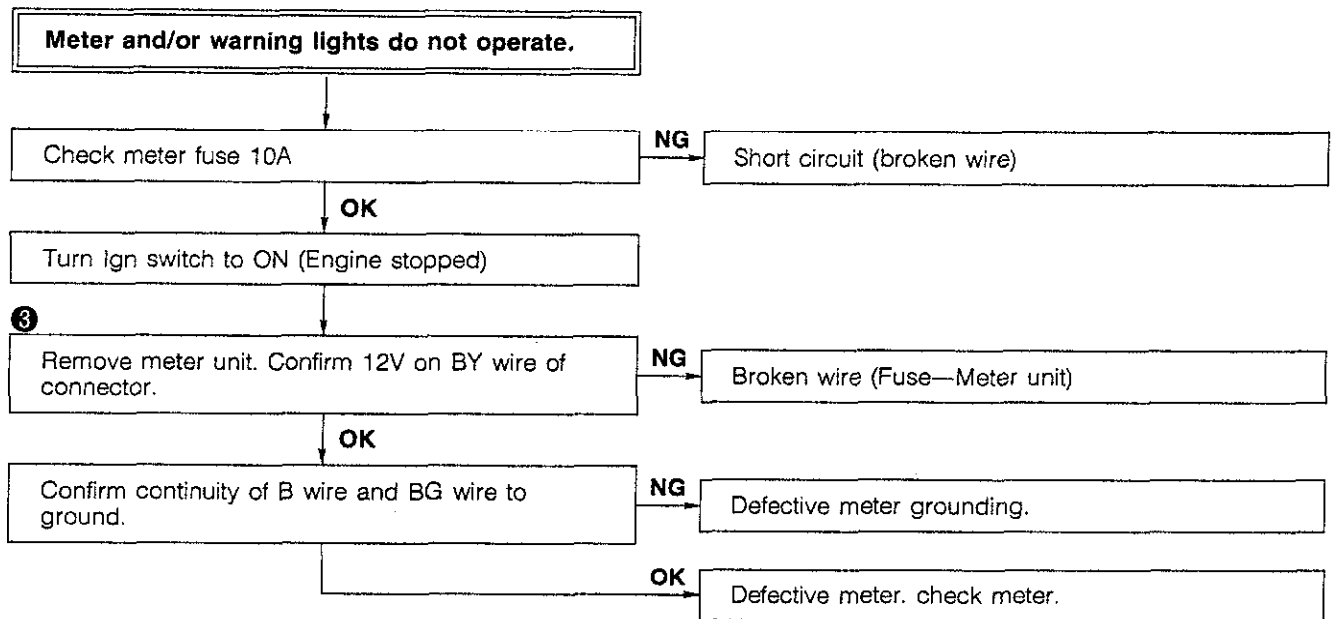 Meter and/or warning lights do not operate.
Check meter fuse 10A
NG
Short circuit (broken wire)
OK
Turn Ign switch to ON (Engine stopped)
❸
Remove meter unit. Confirm 12V on BY wire of
connector.
NG
Broken wire (Fuse—Meter unit)
OK
Confirm continuity of B wire and BG wire to
ground.
NG
Defective meter grounding.
OK
Defective meter. check meter.